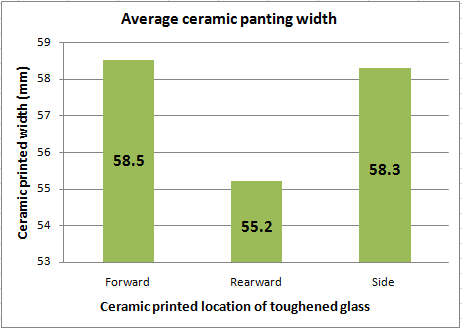 Average ceramic panting width
Ceramic printed width (mm)
59
58
57
56
55
54
53
58.5
55.2
58.3
Forward Rearward Side
Ceramic printed location of toughened glass